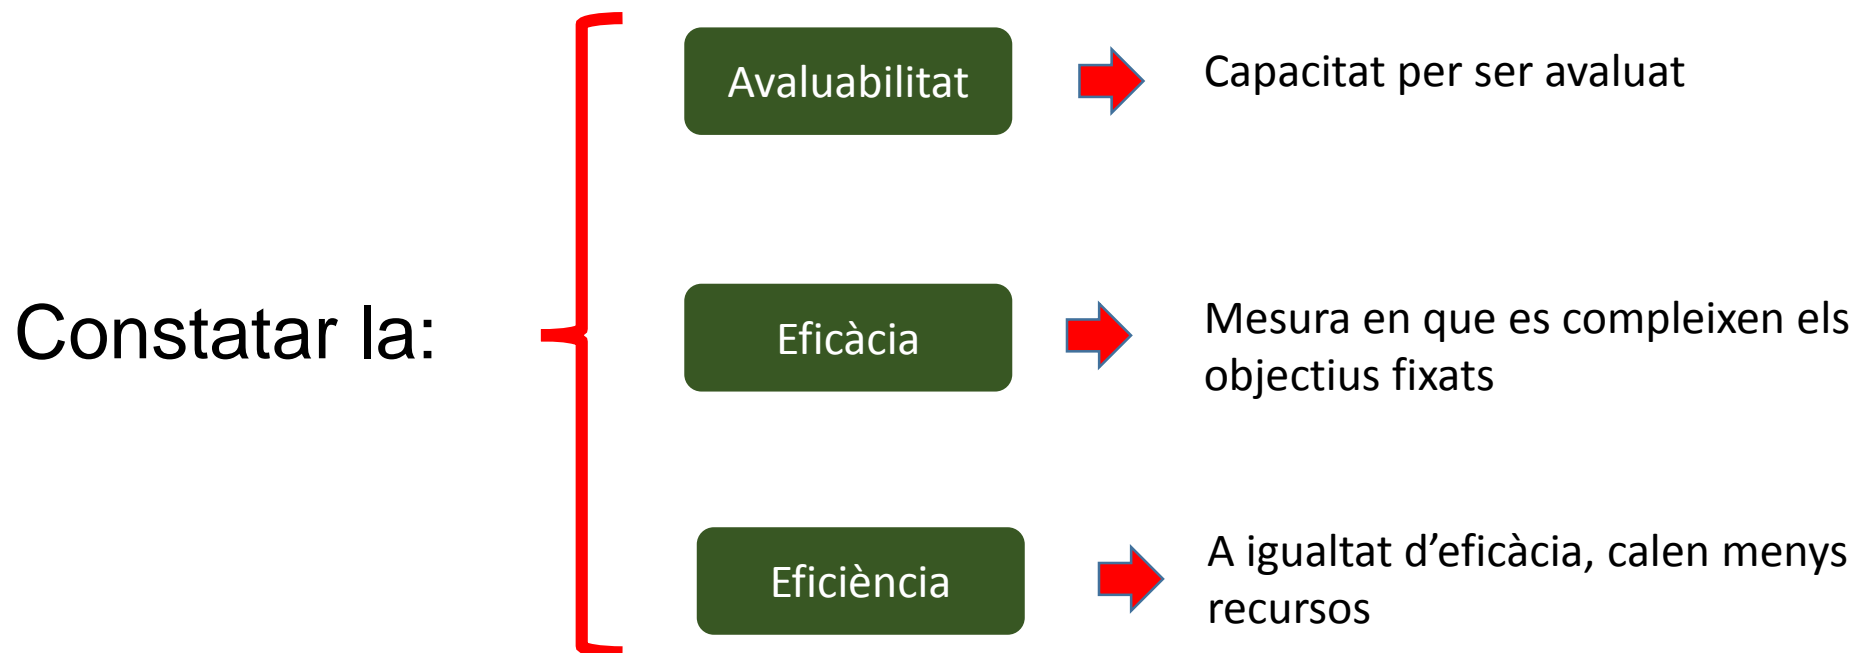 Constatar la:
Avaluabilitat
Capacitat per ser avaluat
Eficàcia
Mesura en que es compleixen els
objectius fixats
Eficiència
A igualtat d’eficàcia, calen menys
recursos